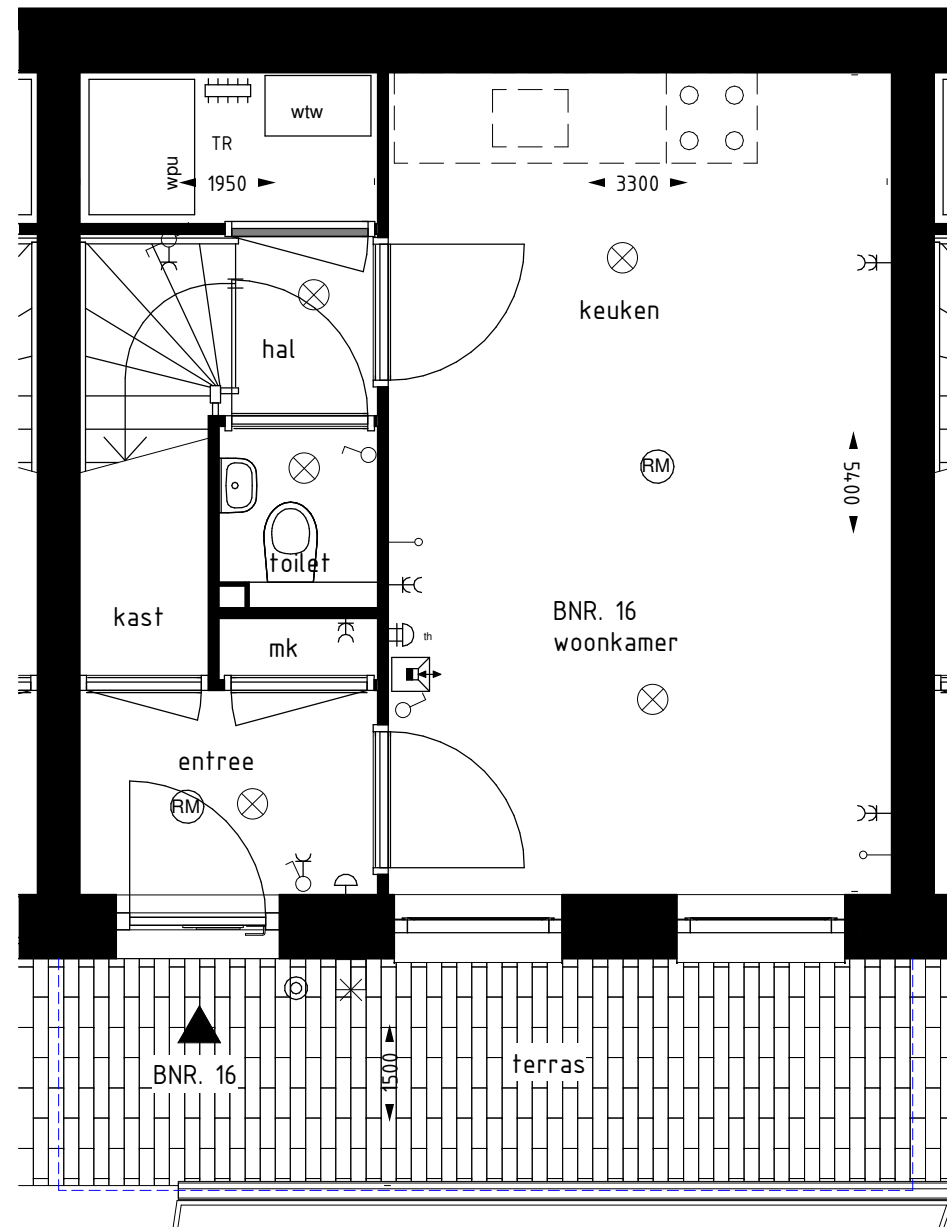 wtw
TR
wpu
1950
3300
keuken
hal
RM
5400
toilet
kast
BNR. 16
woonkamer
th
mk
entree
RM
terras
1500
BNR. 16